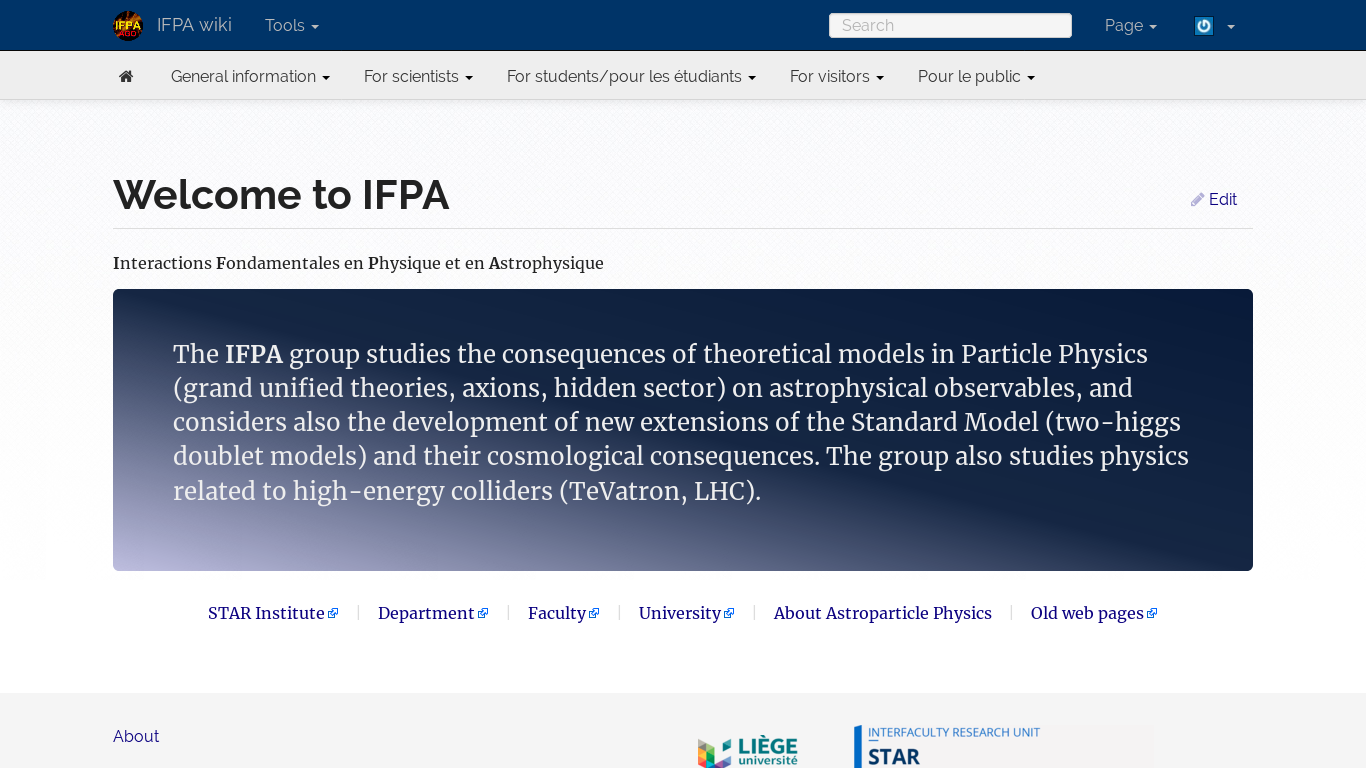 IFPA wiki Tools Search Page
General information For scientists For students/pour les étudiants For visitors Pour le public
Welcome to IFPA
Edit
Interactions Fondamentales en Physique et en Astrophysique
The IFPA group studies the consequences of theoretical models in Particle Physics
(grand unified theories, axions, hidden sector) on astrophysical observables, and
considers also the development of new extensions of the Standard Model (two-higgs
doublet models) and their cosmological consequences. The group also studies physics
related to high-energy colliders (TeVatron, LHC).
STAR Institute | Department | Faculty | University | About Astroparticle Physics | Old web pages
About
LIÈGE
université
INTERFACULTY RESEARCH UNIT
STAR